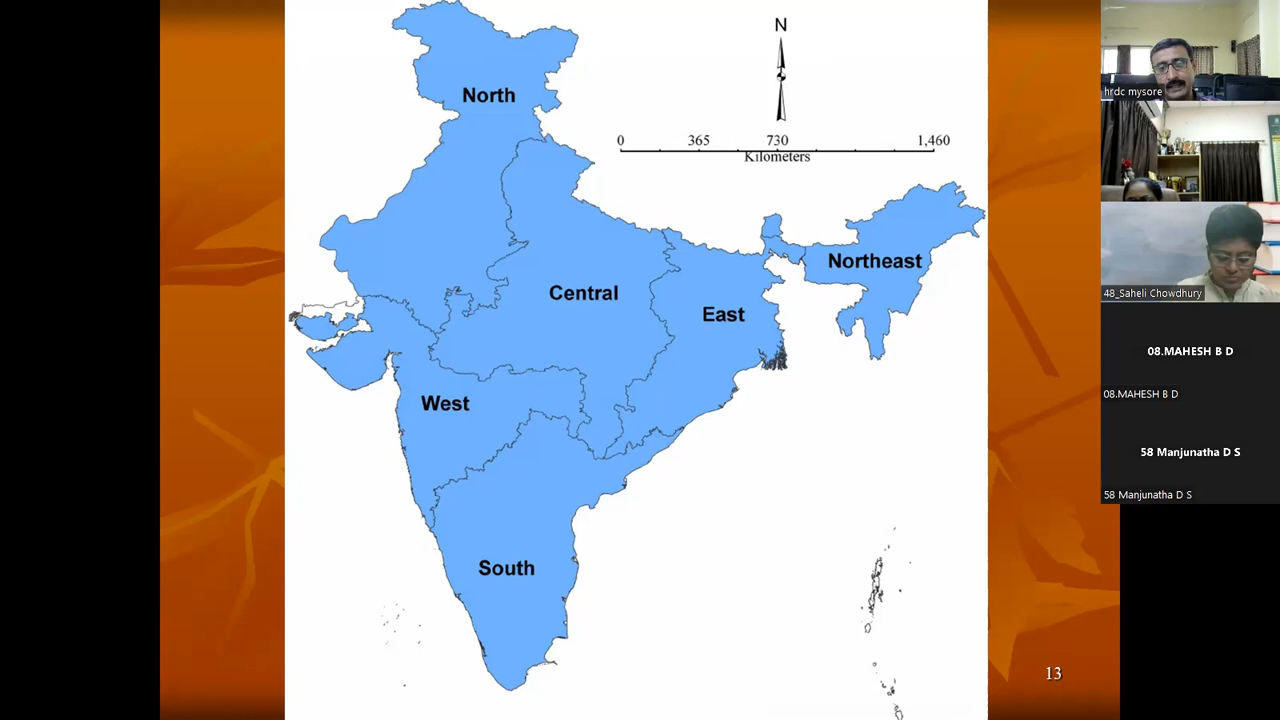 N
0 365 730 1,460
Kilometers
North
Northeast
Central
East
West
South
13
hrdc mysore
48_Saheli Chowdhury
08.MAHESH B D
08.MAHESH B D
58 Manjunatha D S
58 Manjunatha D S